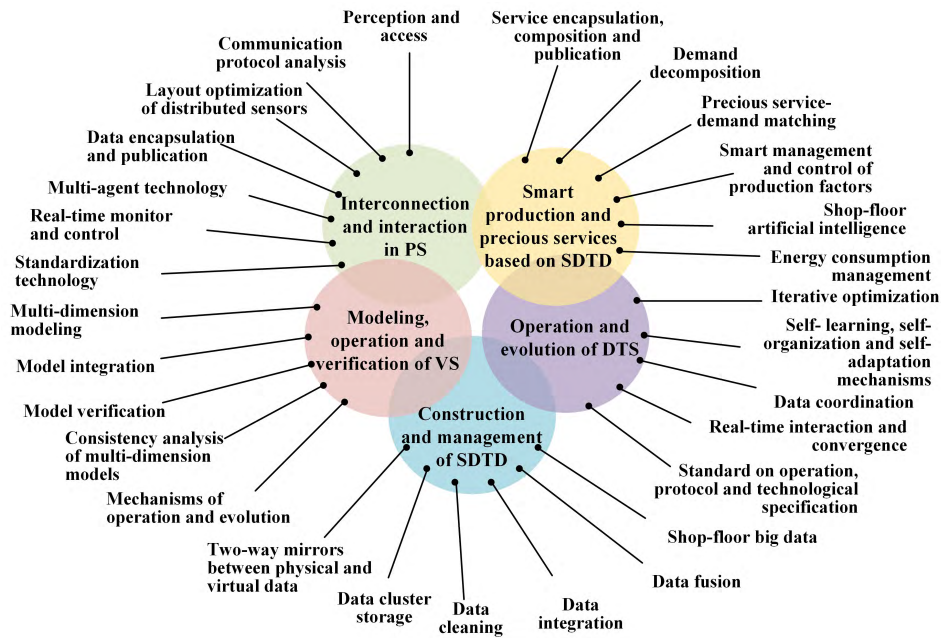 Perception and
access
Communication
protocol analysis
Layout optimization
of distributed sensors
Data encapsulation
and publication
Multi-agent technology
Real-time monitor
and control
Standardization
technology
Multi-dimension
modeling
Model integration
Model verification
Consistency analysis
of multi-dimension
models
Mechanisms of
operation and evolution
Two-way mirrors
between physical and
virtual data
Data cluster
storage
Data
cleaning
Data
integration
Data fusion
Shop-floor big data
Standard on operation,
protocol and technological
specification
Real-time interaction and
convergence
Data coordination
Self- learning, self-
organization and self-
adaptation
mechanisms
Iterative optimization
Energy consumption
management
Shop-floor
artificial intelligence
Smart management
and control of
production factors
Precious service-
demand matching
Demand
decomposition
Service encapsulation,
composition and
publication
Interconnection
and interaction
in PS
Smart
production and
precious services
based on SDTD
Modeling,
operation and
verification of VS
Operation and
evolution of DTS
Construction
and management
of SDTD